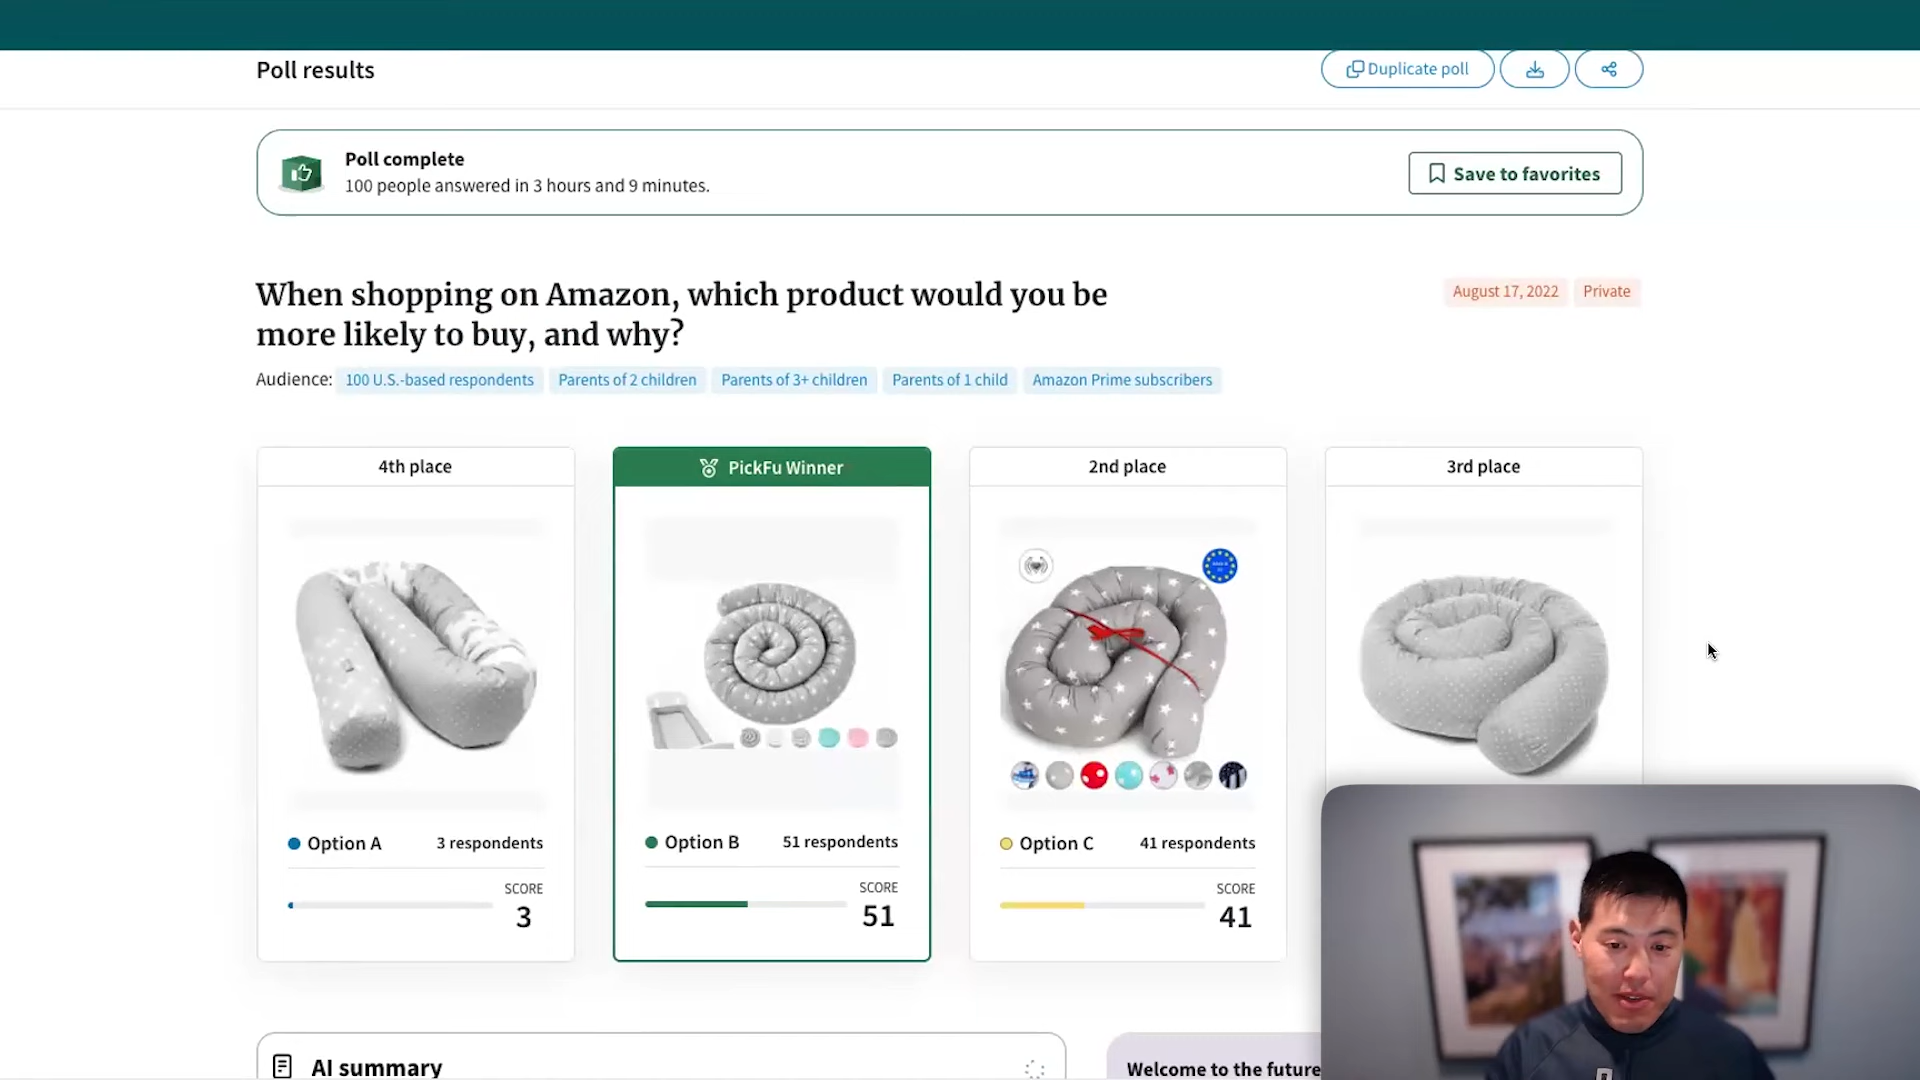 Poll results
Duplicate poll
Poll complete
100 people answered in 3 hours and 9 minutes.
Save to favorites
When shopping on Amazon, which product would you be
more likely to buy, and why?
August 17, 2022
Private
Audience: 100 U.S.-based respondents Parents of 2 children Parents of 3+ children Parents of 1 child Amazon Prime subscribers
4th place
PickFu Winner
2nd place
3rd place
Option A 3 respondents
SCORE
3
Option B 51 respondents
SCORE
51
Option C 41 respondents
SCORE
41
AI summary
Welcome to the future